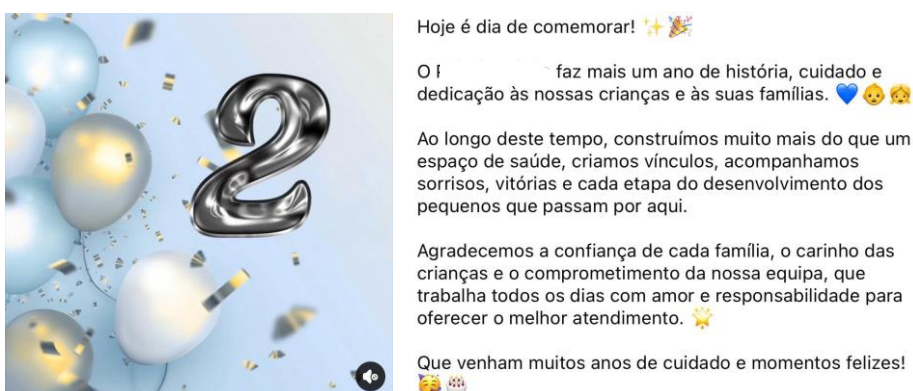 2
Hoje é dia de comemorar! ✨🎉
O faz mais um ano de história, cuidado e
dedicação às nossas crianças e às suas famílias. 💙👶👧
Ao longo deste tempo, construímos muito mais do que um
espaço de saúde, criamos vínculos, acompanhamos
sorrisos, vitórias e cada etapa do desenvolvimento dos
pequenos que passam por aqui.
Agradecemos a confiança de cada família, o carinho das
crianças e o comprometimento da nossa equipa, que
trabalha todos os dias com amor e responsabilidade para
oferecer o melhor atendimento. 🌟
Que venham muitos anos de cuidado e momentos felizes!
🥳🎂